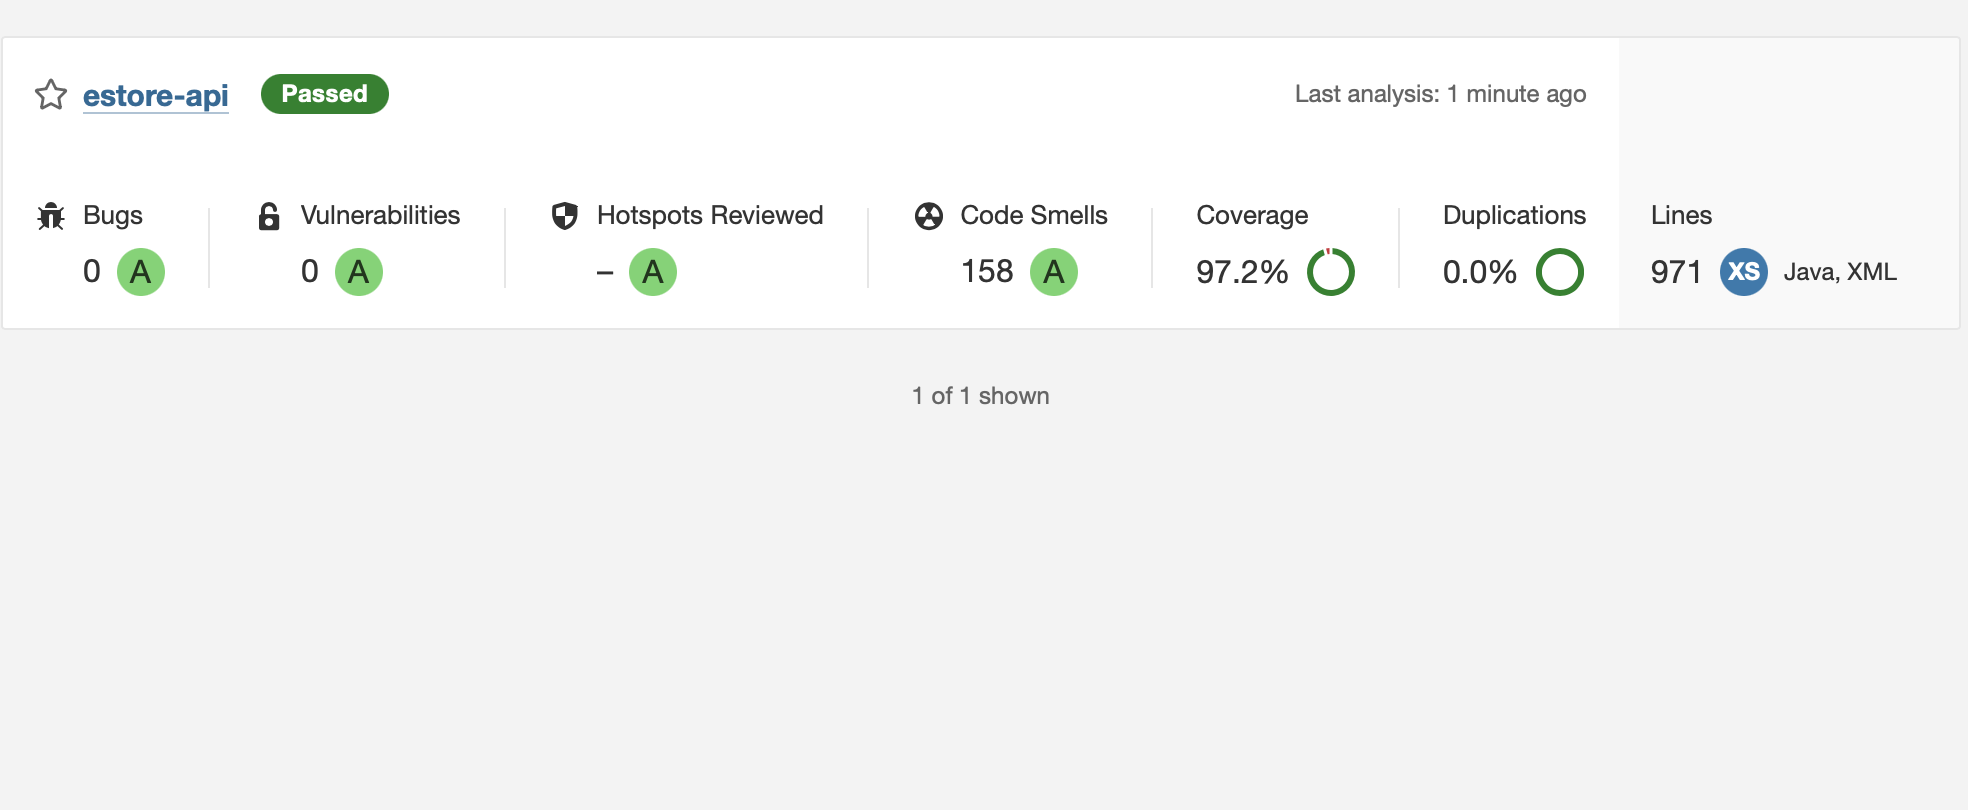 estore-api Passed Last analysis: 1 minute ago
Bugs Vulnerabilities Hotspots Reviewed Code Smells Coverage Duplications Lines
0 A 0 A – A 158 A 97.2% 0.0% 971 XS Java, XML
1 of 1 shown